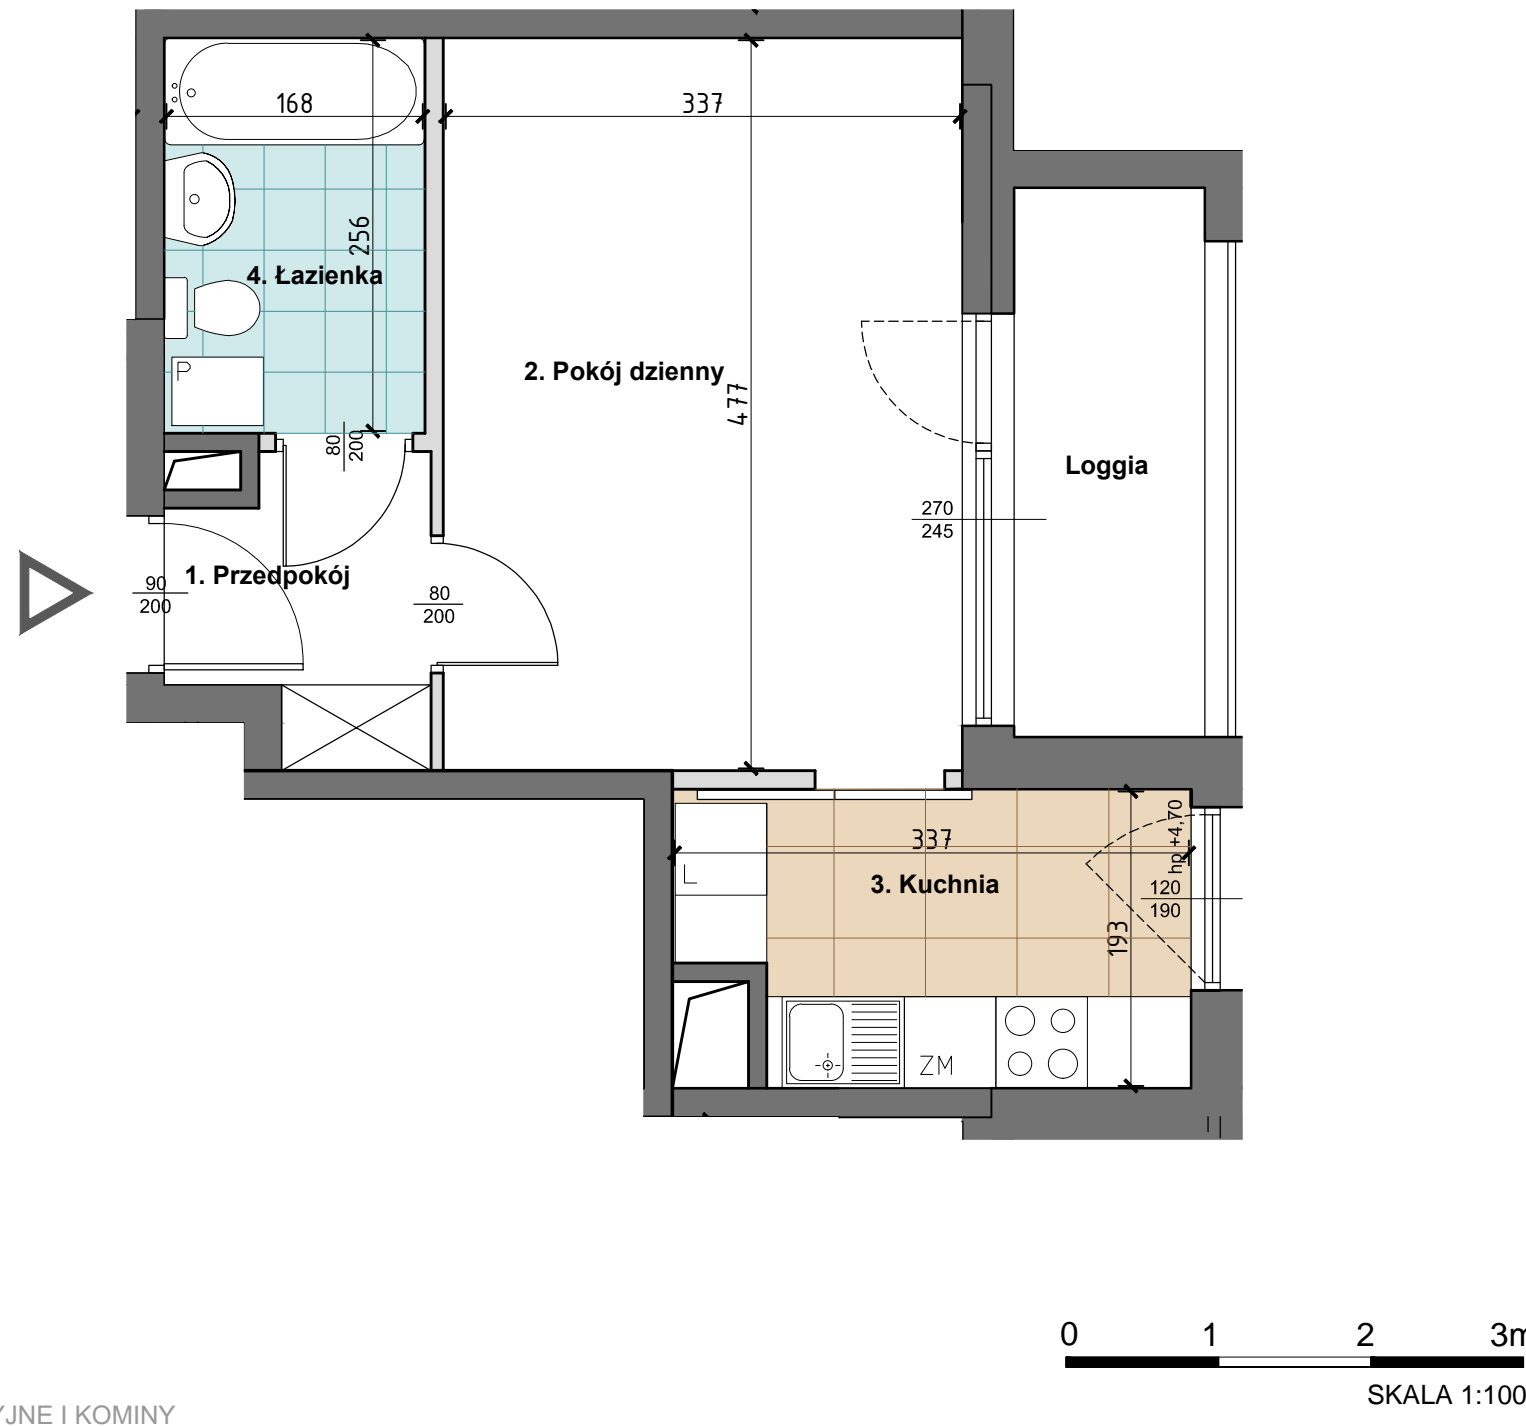 168
337
256
4. Łazienka
P
2. Pokój dzienny
477
80
200
Loggia
270
245
1. Przedpokój
90
200
80
200
337
hp +4,70
L
3. Kuchnia
120
190
193
ZM
0 1 2 3m
SKALA 1:100
YJNE I KOMINY